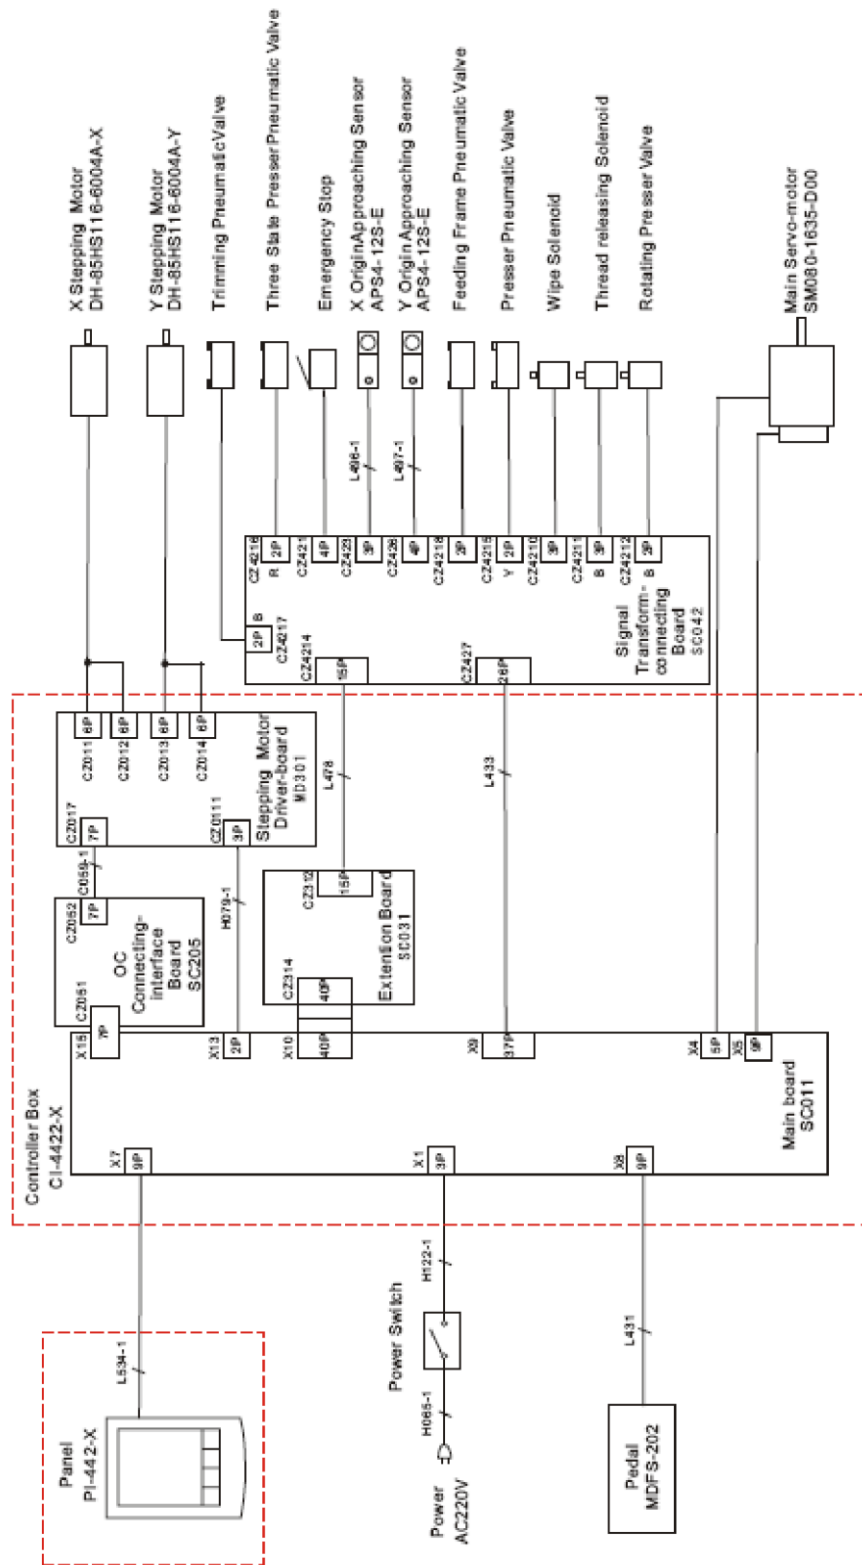 Panel
PI-442-X
L534-1
Power
AC220V
H065-1
Power Switch
H122-1
Pedal
MDFS-202
L431
Controller Box
CI-4422-X
X7
9P
X1
3P
X8
9P
Main board
SC011
X15
7P
X13
2P
X10
40P
X9
37P
X4
5P
X5
9P
CZ051
OC
Connecting-
interface
Board
SC205
CZ052
7P
C059-1
CZ017
7P
H079-1
CZ0111
3P
Stepping Motor
Driver-board
MD301
CZ011
6P
CZ012
6P
CZ013
6P
CZ014
6P
CZ314
40P
Extention Board
SC031
CZ312
15P
L478
L433
CZ4214
15P
CZ427
26P
Signal
Transform-
connecting
Board
SC042
CZ4217
2P
B
CZ4216
2P
R
CZ421
4P
CZ423
3P
CZ426
4P
CZ4218
2P
CZ4215
2P
Y
CZ4210
3P
CZ4211
3P
B
CZ4212
2P
B
L496-1
L497-1
X Stepping Motor
DH-85HS116-6004A-X
Y Stepping Motor
DH-85HS116-6004A-Y
Trimming Pneumatic Valve
Three State Presser Pneumatic Valve
Emergency Stop
X Origin Approaching Sensor
APS4-12S-E
Y Origin Approaching Sensor
APS4-12S-E
Feeding Frame Pneumatic Valve
Presser Pneumatic Valve
Wipe Solenoid
Thread releasing Solenoid
Rotating Presser Valve
Main Servo-motor
SM080-1635-D00